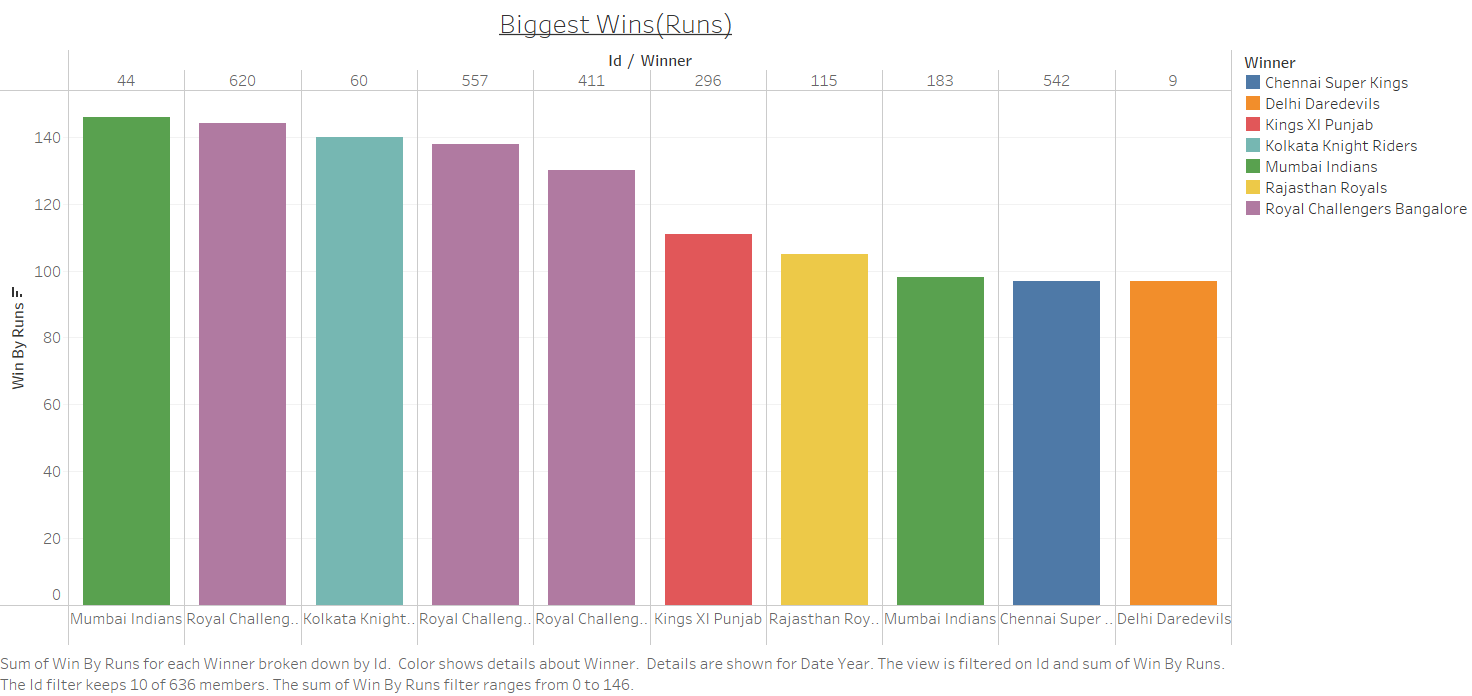 Biggest Wins(Runs)
Id / Winner
44 620 60 557 411 296 115 183 542 9
Winner
Chennai Super Kings
Delhi Daredevils
Kings XI Punjab
Kolkata Knight Riders
Mumbai Indians
Rajasthan Royals
Royal Challengers Bangalore
Win By Runs
140
120
100
80
60
40
20
0
Mumbai Indians Royal Challeng.. Kolkata Knight.. Royal Challeng.. Royal Challeng.. Kings XI Punjab Rajasthan Roy.. Mumbai Indians Chennai Super .. Delhi Daredevils
Sum of Win By Runs for each Winner broken down by Id.  Color shows details about Winner.  Details are shown for Date Year. The view is filtered on Id and sum of Win By Runs.
The Id filter keeps 10 of 636 members. The sum of Win By Runs filter ranges from 0 to 146.